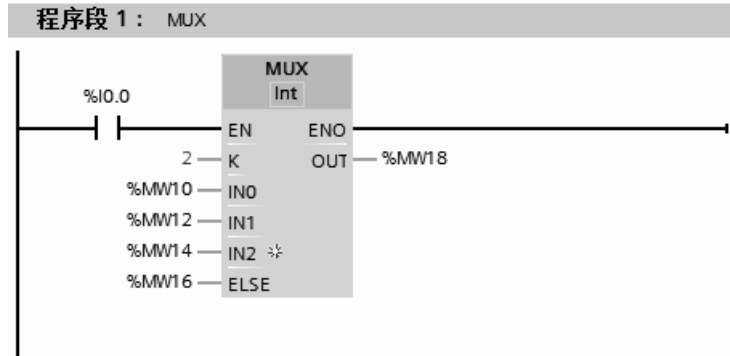 程序段 1： MUX
MUX
Int
%I0.0
EN ENO
2 K OUT %MW18
%MW10 IN0
%MW12 IN1
%MW14 IN2
%MW16 ELSE